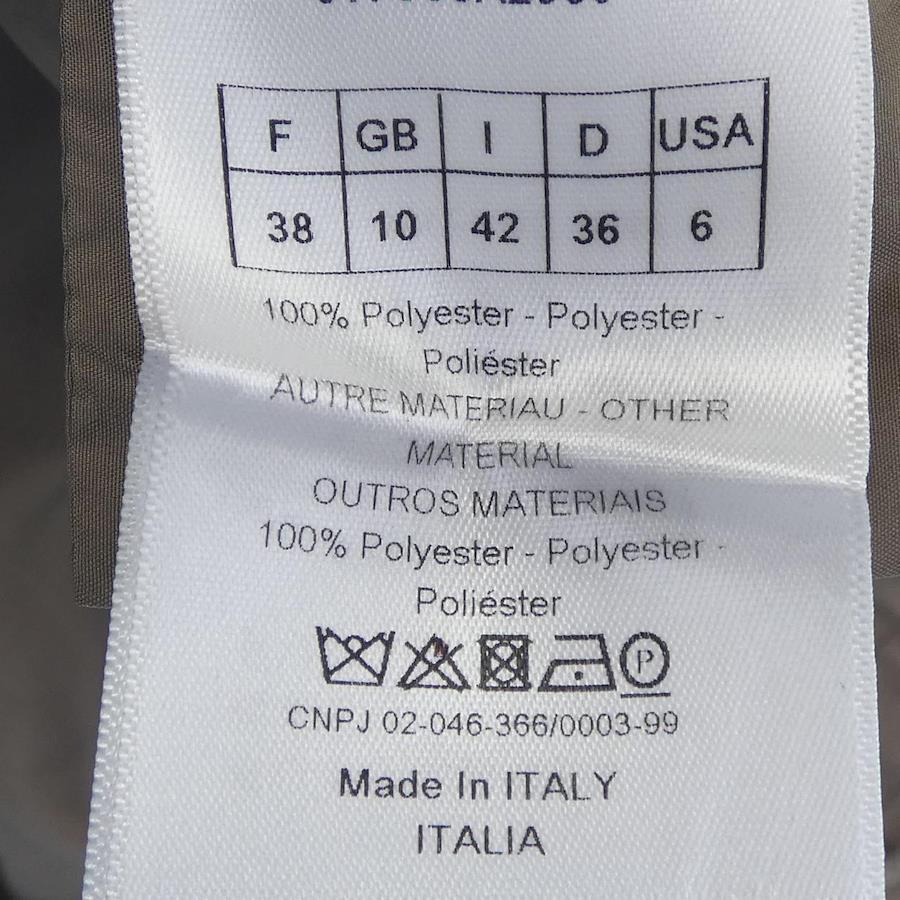 F GB I D USA
38 10 42 36 6
100% Polyester - Polyester -
Poliéster
AUTRE MATERIAU - OTHER
MATERIAL
OUTROS MATERIAIS
100% Polyester - Polyester -
Poliéster
P
CNPJ 02-046-366/0003-99
Made In ITALY
ITALIA